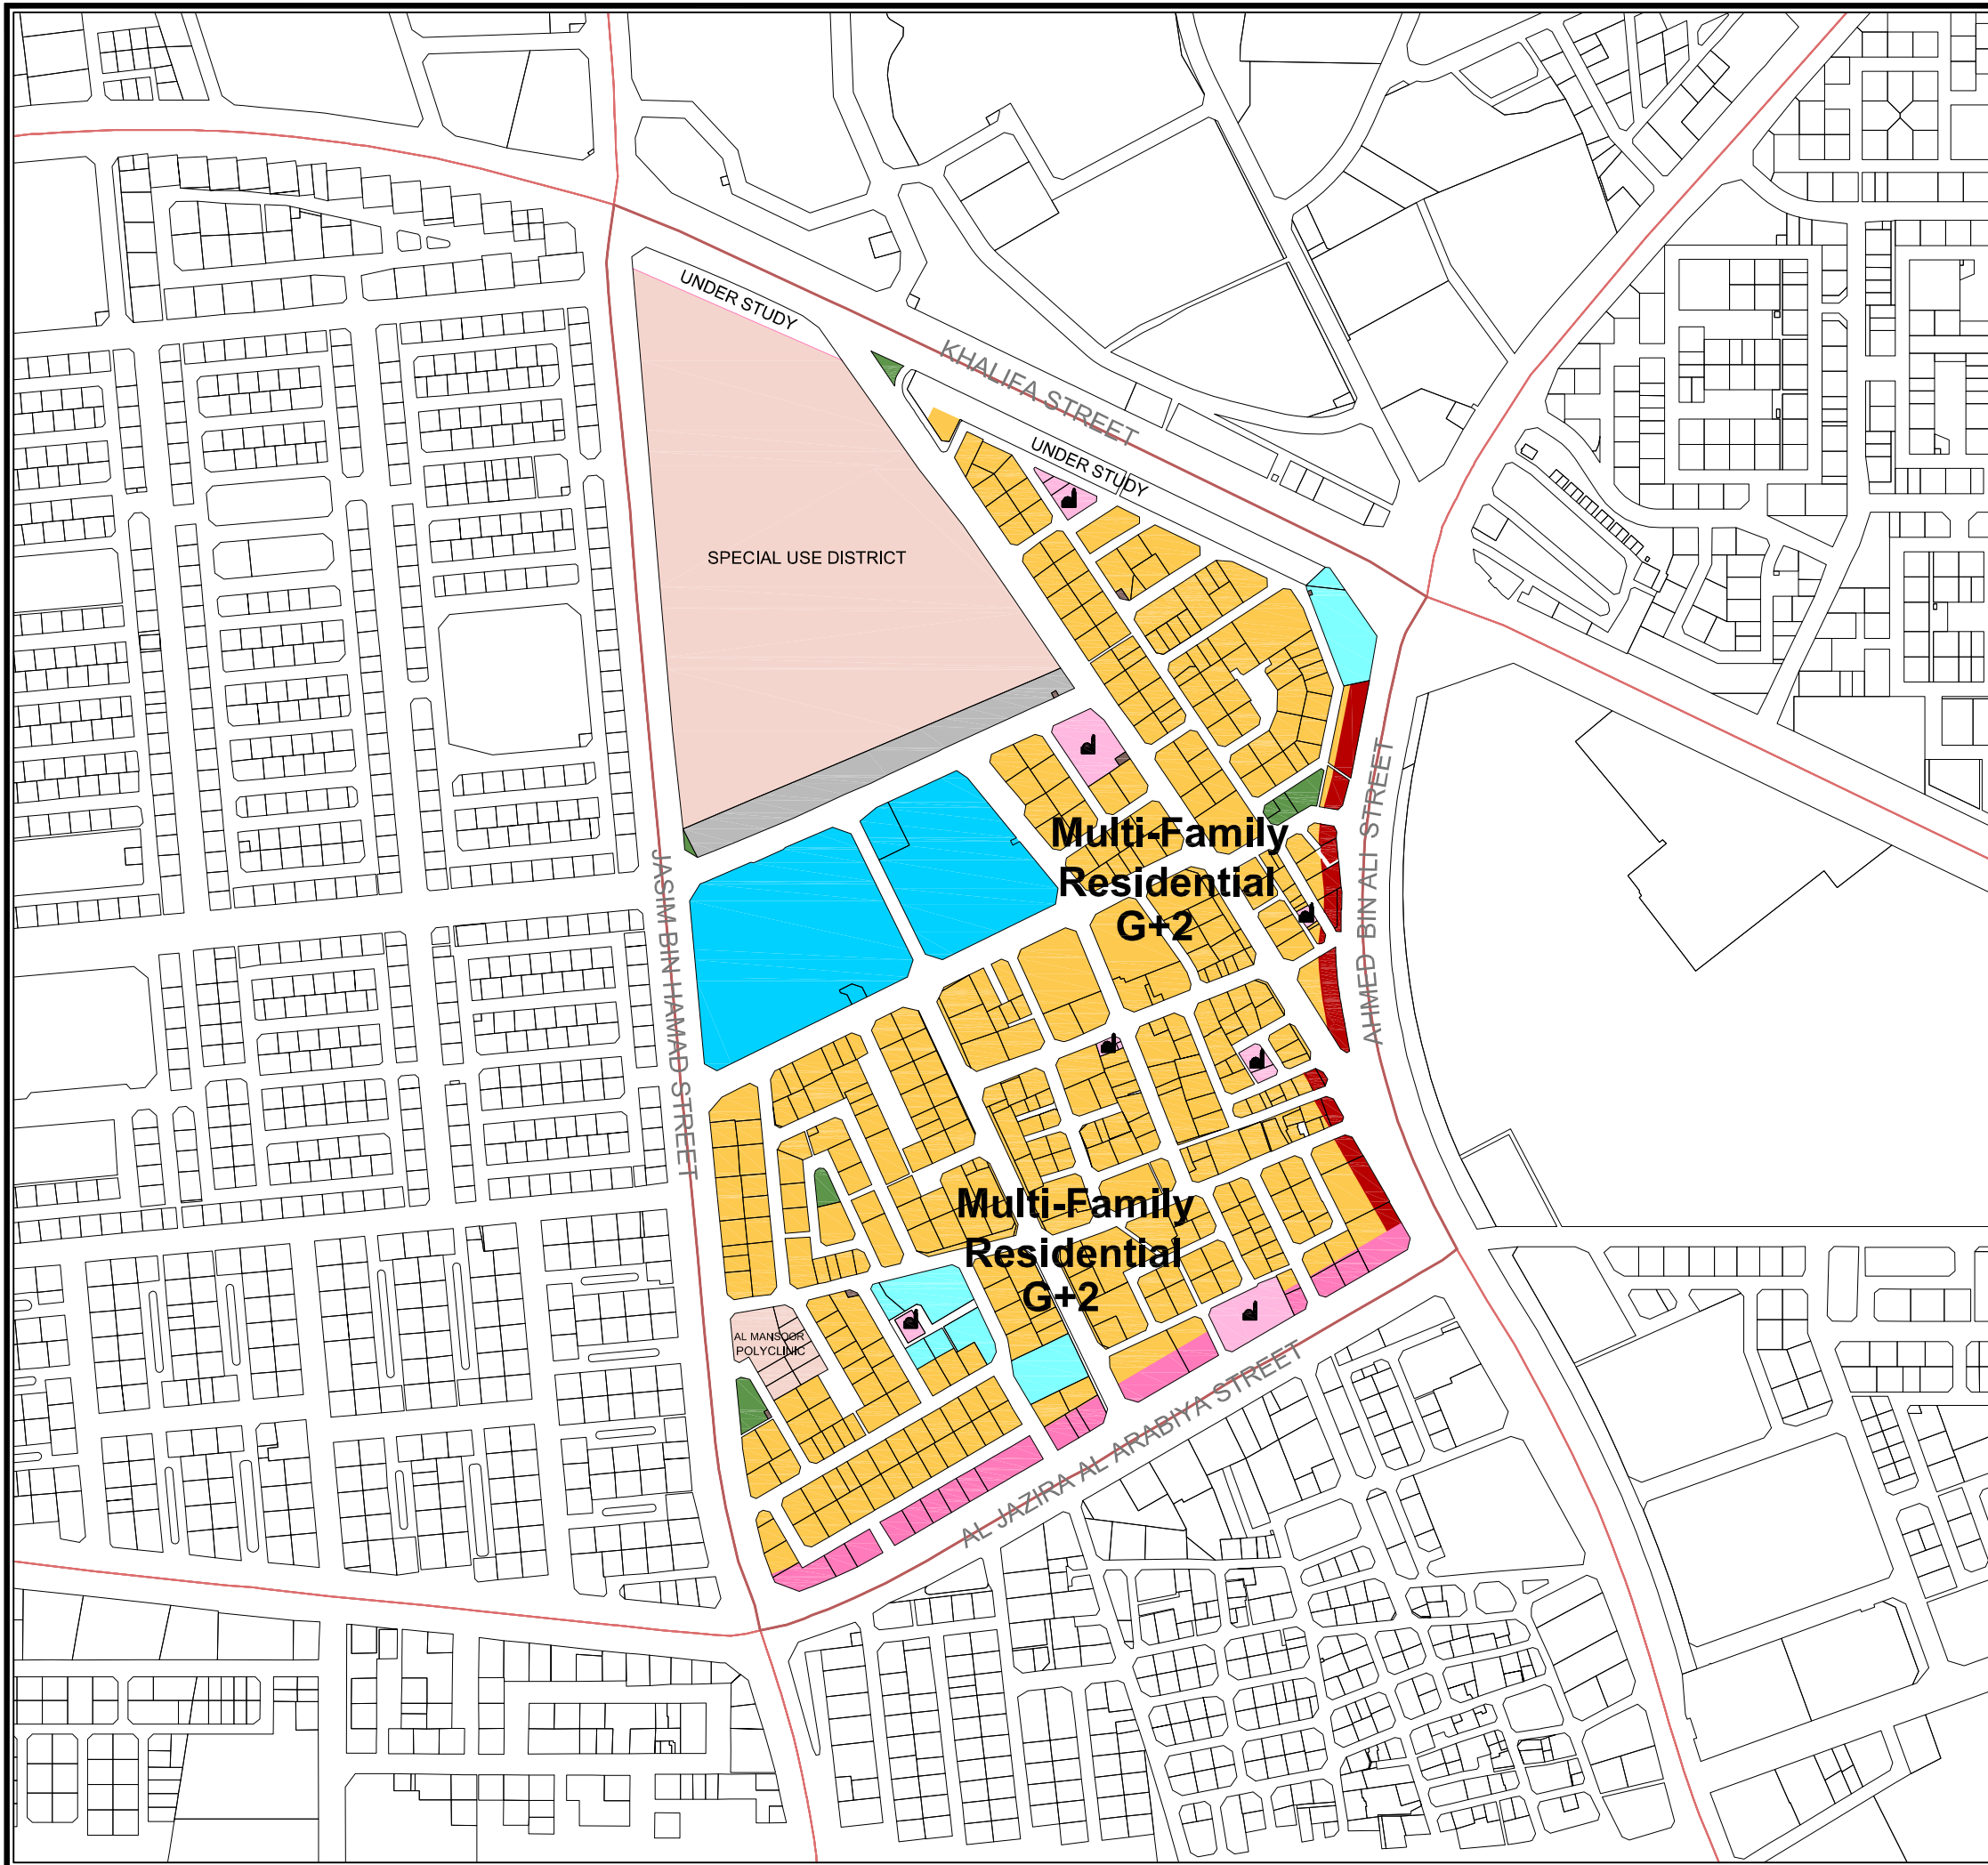 UNDER STUDY
KHALIFA STREET
UNDER STUDY
SPECIAL USE DISTRICT
Multi-Family
Residential
G+2
AHMED BIN ALI STREET
JASIM BIN HAMAD STREET
Multi-Family
Residential
G+2
AL MANSOOR
POLYCLINIC
AL JAZIRA AL ARABIYA STREET